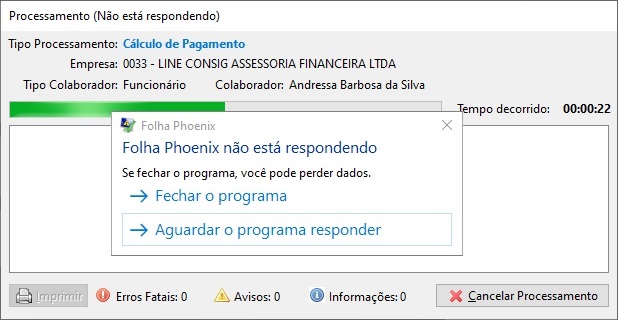 Processamento (Não está respondendo)
Tipo Processamento: Cálculo de Pagamento
Empresa: 0033 - LINE CONSIG ASSESSORIA FINANCEIRA LTDA
Tipo Colaborador: Funcionário Colaborador: Andressa Barbosa da Silva
Tempo decorrido: 00:00:22
Folha Phoenix
Folha Phoenix não está respondendo
Se fechar o programa, você pode perder dados.
Fechar o programa
Aguardar o programa responder
Imprimir Erros Fatais: 0 Avisos: 0 Informações: 0 Cancelar Processamento